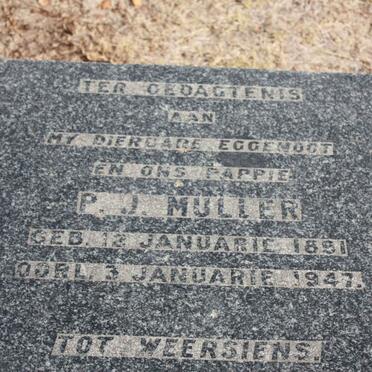 TER GEDAGTENIS
AAN
MY DIERBARE EGGENOOT
EN ONS PAPPIE
P. J. MULLER
GEB. 12 JANUARIE 1891
OORL. 3 JANUARIE 1947.
TOT WEERSIENS.